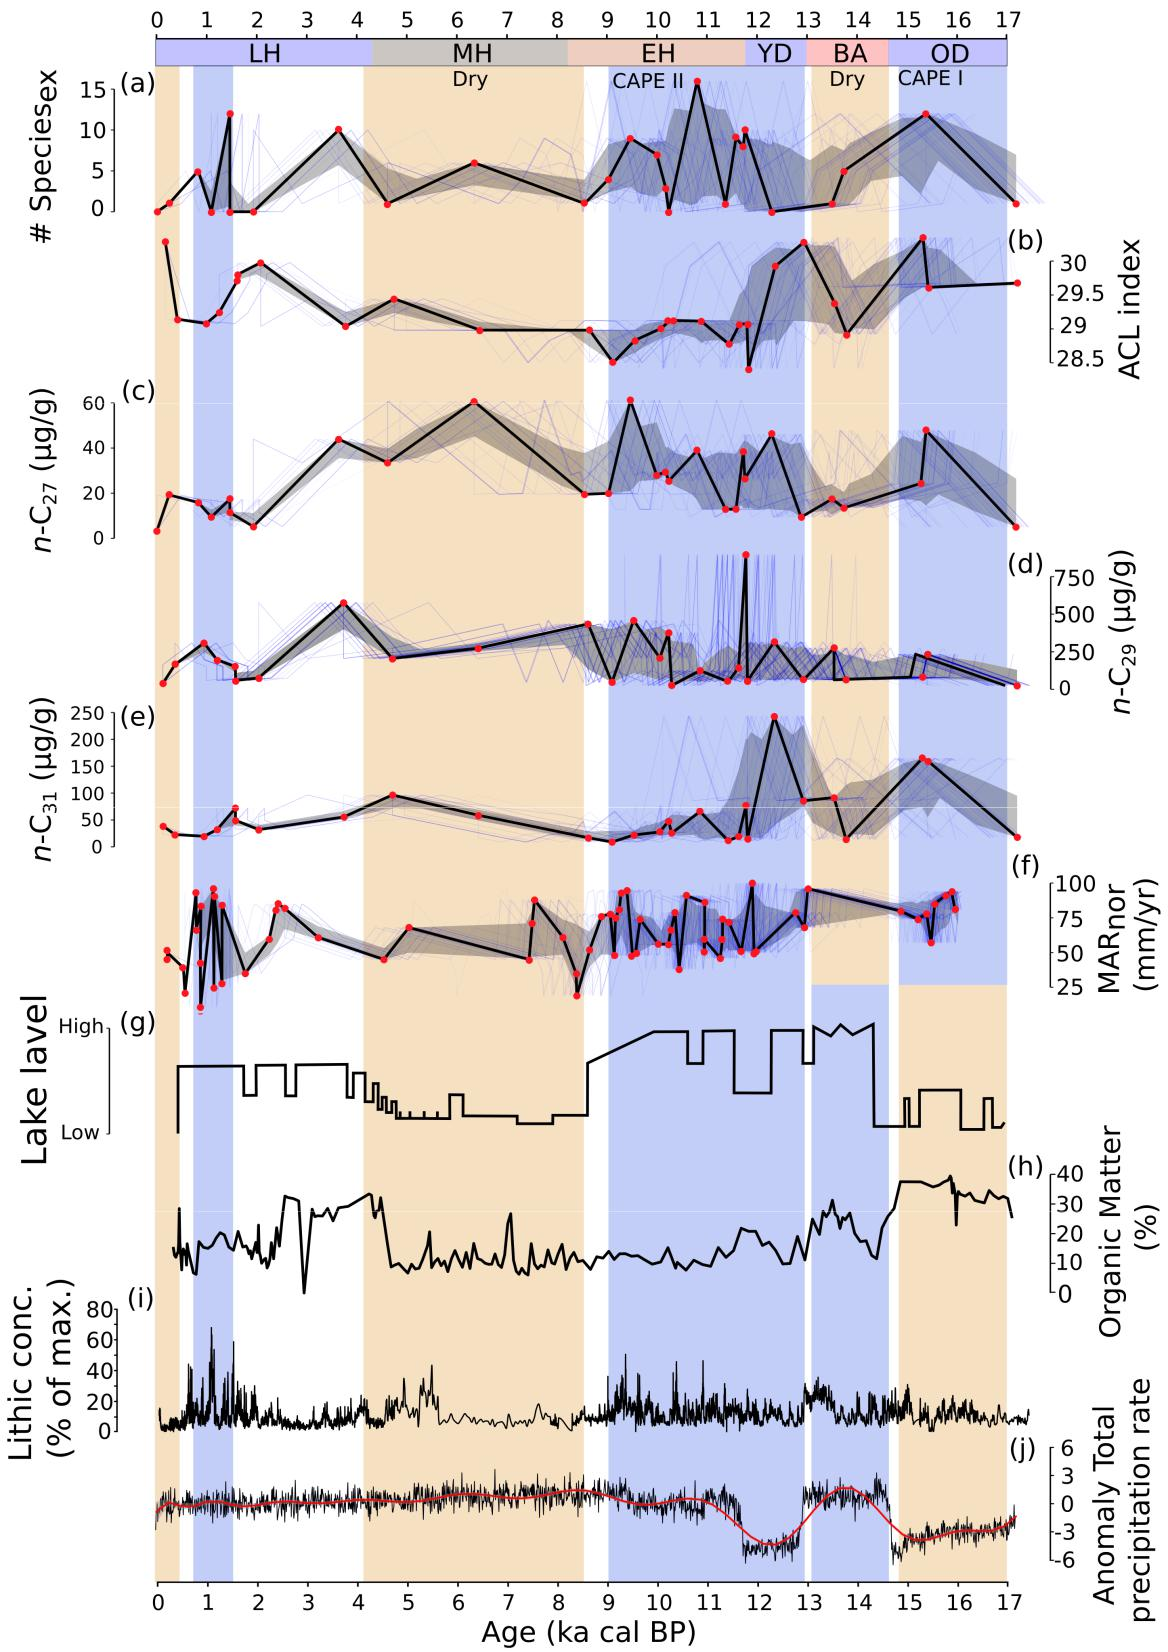 0 1 2 3 4 5 6 7 8 9 10 11 12 13 14 15 16 17
LH MH EH YD BA OD
Dry CAPE II Dry CAPE I
(a)
# Speciesex
15
10
5
0
(b)
ACL index
30
29.5
29
28.5
(c)
n-C27 (μg/g)
60
40
20
0
(d)
n-C29 (μg/g)
750
500
250
0
(e)
n-C31 (μg/g)
250
200
150
100
50
0
(f)
MARnor
(mm/yr)
100
75
50
25
(g)
Lake lavel
High
Low
(h)
Organic Matter
(%)
40
30
20
10
0
(i)
Lithic conc.
(% of max.)
80
60
40
20
0
(j)
Anomaly Total
precipitation rate
6
3
0
-3
-6
0 1 2 3 4 5 6 7 8 9 10 11 12 13 14 15 16 17
Age (ka cal BP)